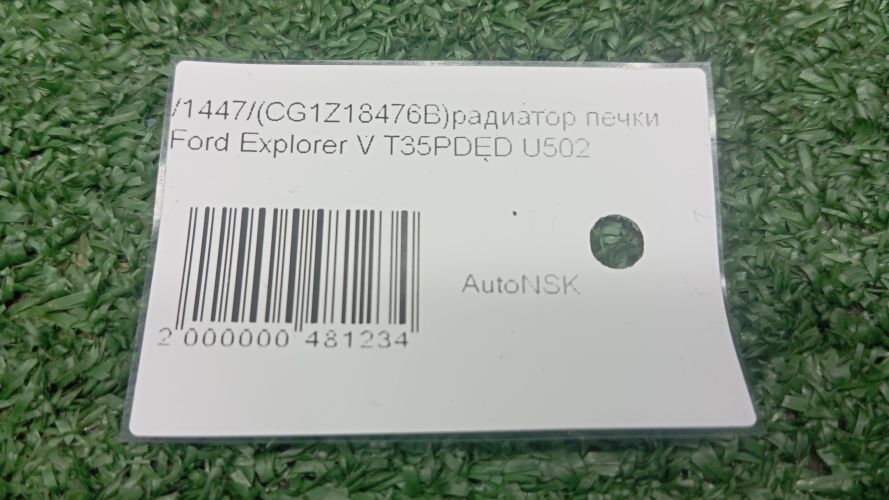 /1447/(CG1Z18476B)радиатор печки
Ford Explorer V T35PDED U502
AutoNSK
2 000000 481234